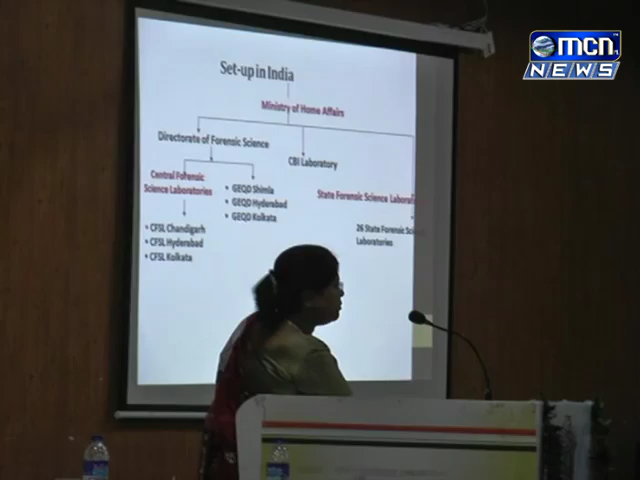 mcn
NEWS
Set-up in India
Ministry of Home Affairs
Directorate of Forensic Science
CBI Laboratory
Central Forensic
Science Laboratories
• GEQD Shimla
• GEQD Hyderabad
• GEQD Kolkata
State Forensic Science Laborat
• CFSL Chandigarh
• CFSL Hyderabad
• CFSL Kolkata
26 State Forensic Scie
Laboratories